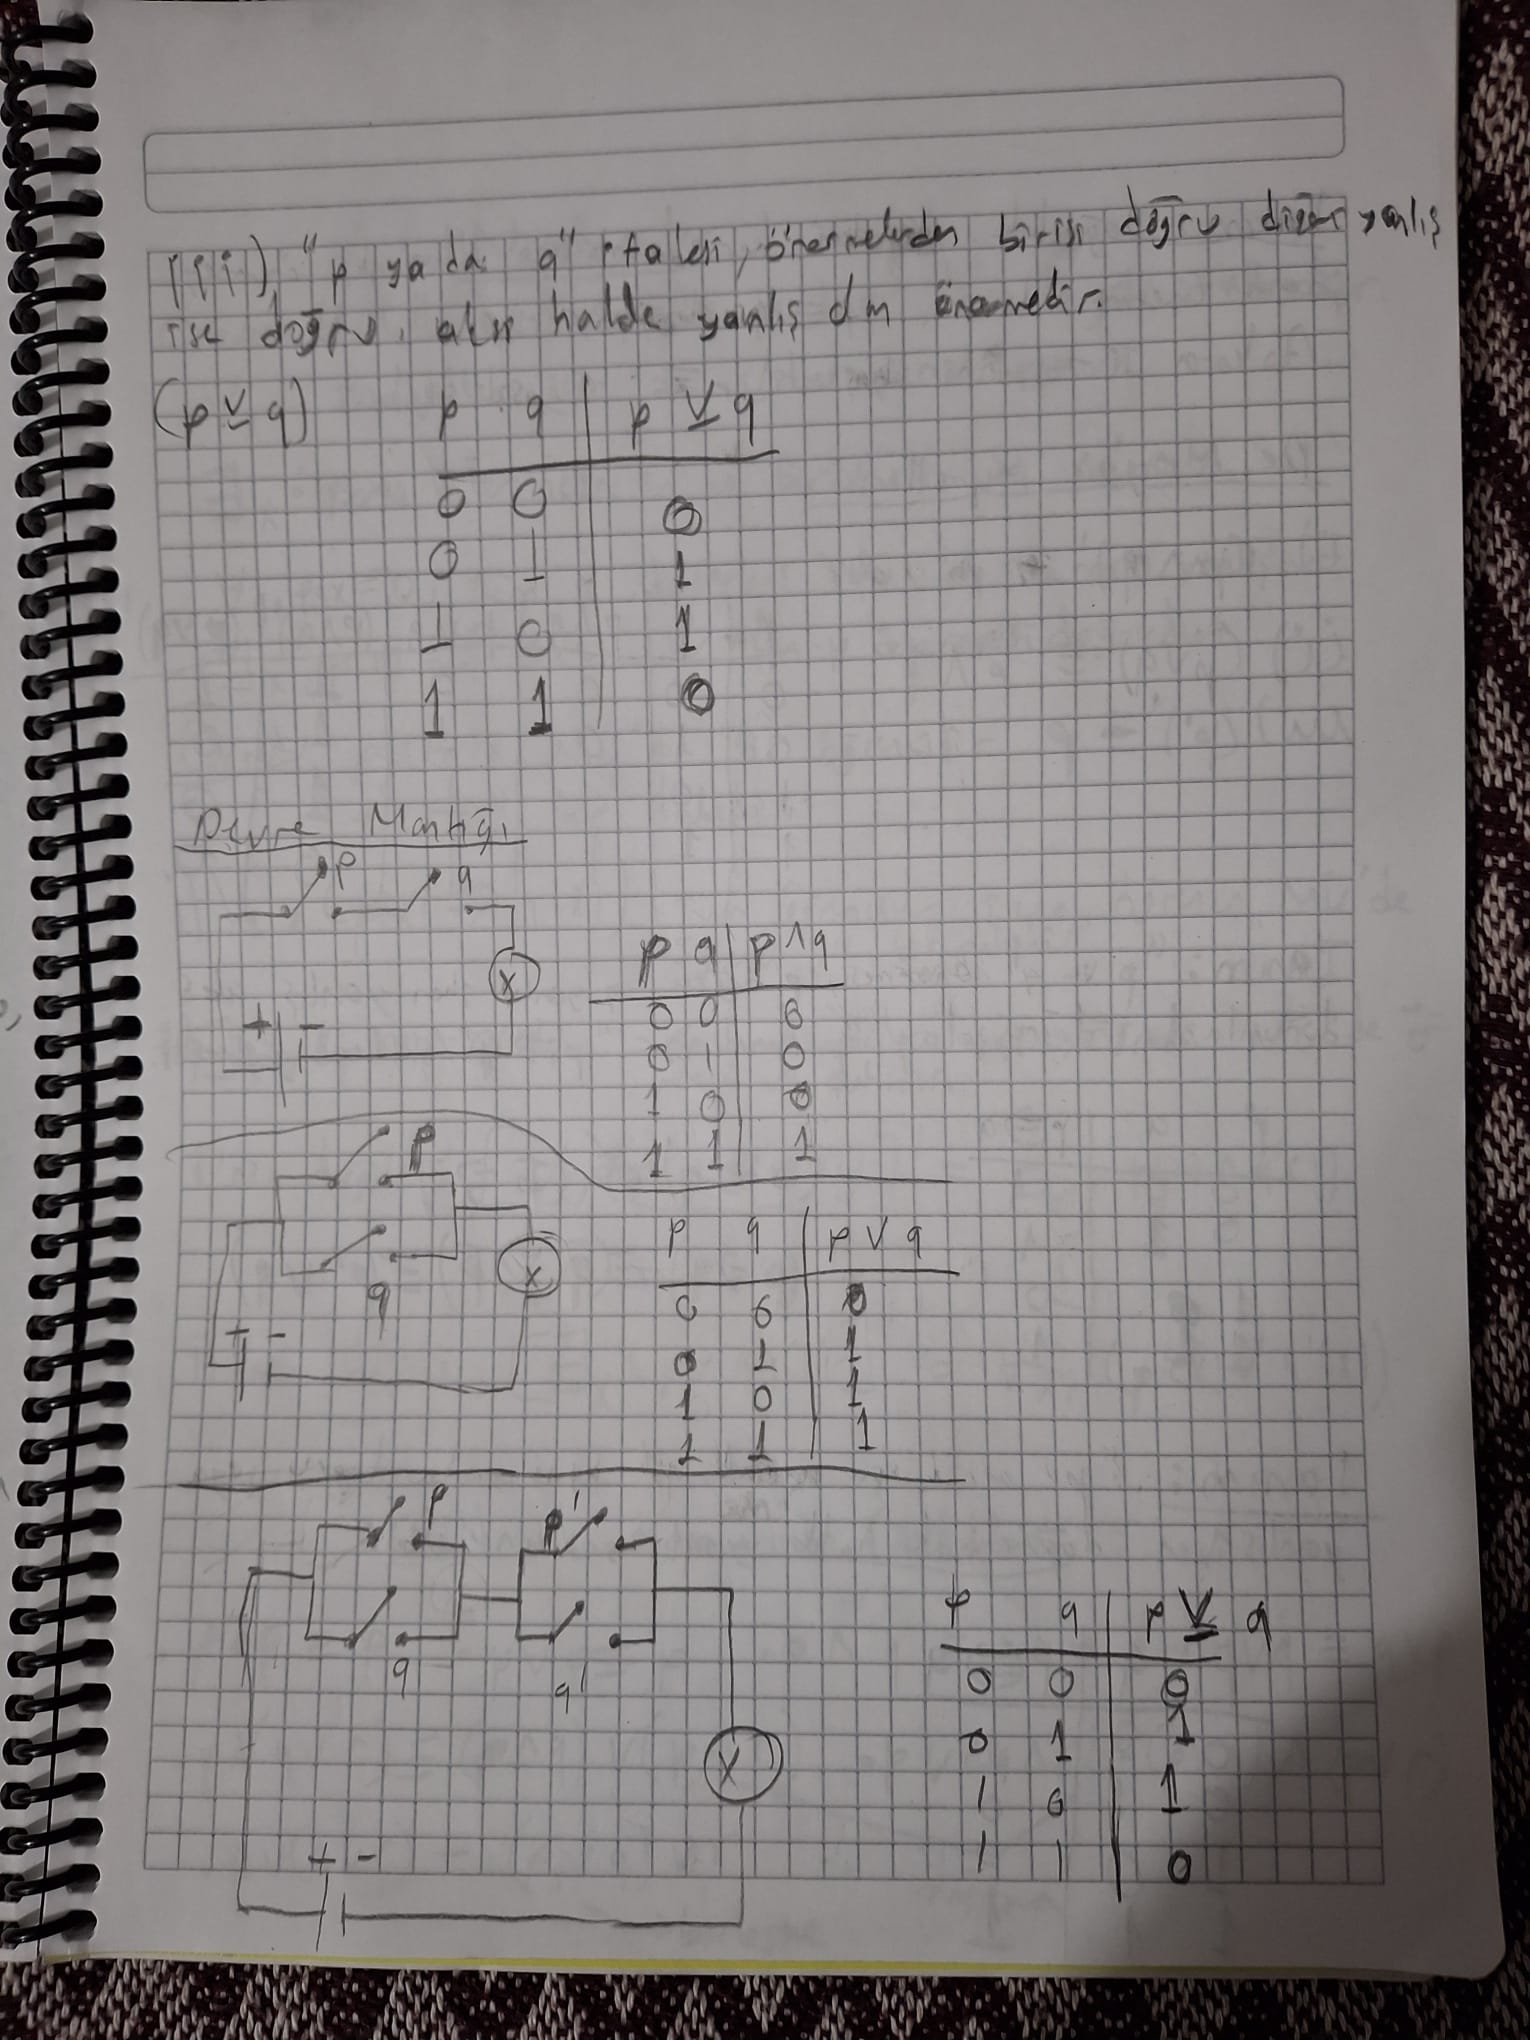 iii) "p ya da q" ifadesi, önermelerden birisi doğru diğeri yanlış
ise doğru, aksi halde yanlış olan önermedir.
(p ⊻ q)
p q | p ⊻ q
0 0 | 0
0 1 | 1
1 0 | 1
1 1 | 0
Devre Mantığı
p q
X
+ -
p q | p ∧ q
0 0 | 0
0 1 | 0
1 0 | 0
1 1 | 1
p
q
X
+ -
p q | p ∨ q
0 0 | 0
0 1 | 1
1 0 | 1
1 1 | 1
p p'
q q'
X
+ -
p q | p ⊻ q
0 0 | 0
0 1 | 1
1 0 | 1
1 1 | 0